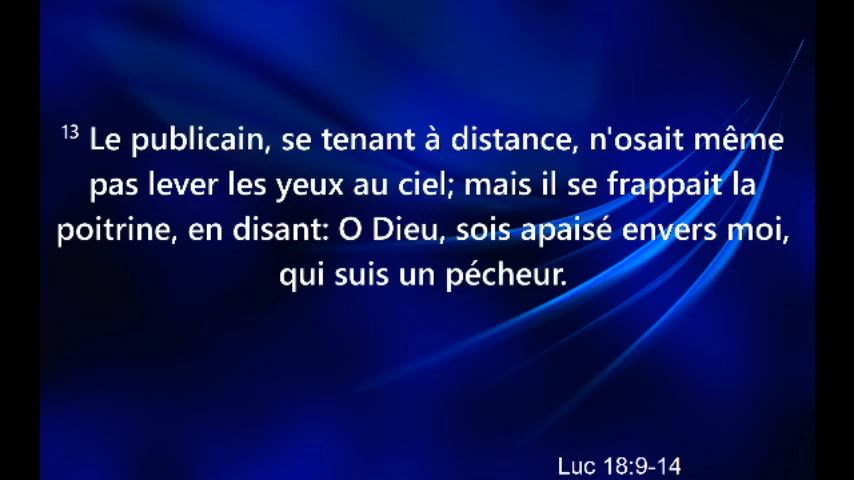 13 Le publicain, se tenant à distance, n'osait même
pas lever les yeux au ciel; mais il se frappait la
poitrine, en disant: O Dieu, sois apaisé envers moi,
qui suis un pécheur.
Luc 18:9-14